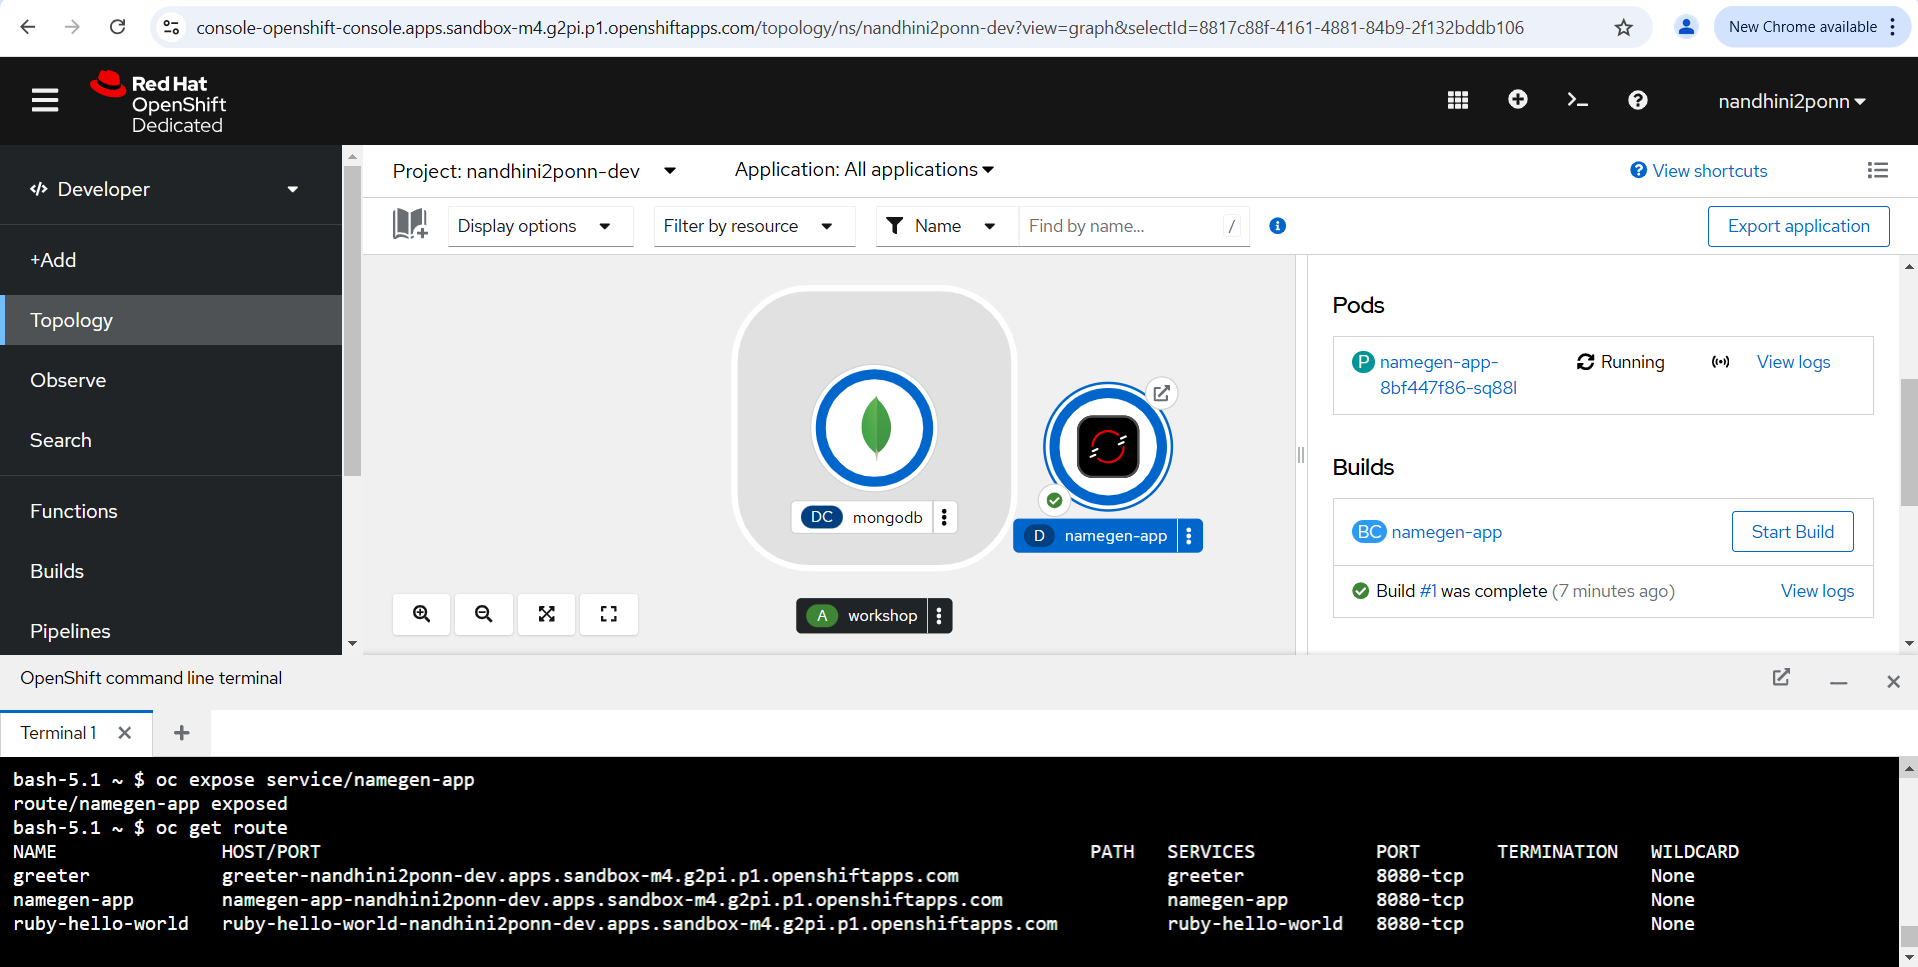 console-openshift-console.apps.sandbox-m4.g2pi.p1.openshiftapps.com/topology/ns/nandhini2ponn-dev?view=graph&selectId=8817c88f-4161-4881-84b9-2f132bddb106
New Chrome available
Red Hat
OpenShift
Dedicated
nandhini2ponn
Developer
+Add
Topology
Observe
Search
Functions
Builds
Pipelines
Project: nandhini2ponn-dev
Application: All applications
View shortcuts
Display options
Filter by resource
Name
Find by name...
/
Export application
DC mongodb
D namegen-app
A workshop
Pods
P namegen-app-
8bf447f86-sq88l
Running
View logs
Builds
BC namegen-app
Start Build
Build #1 was complete (7 minutes ago)
View logs
OpenShift command line terminal
Terminal 1
bash-5.1 ~ $ oc expose service/namegen-app
route/namegen-app exposed
bash-5.1 ~ $ oc get route
NAME HOST/PORT PATH SERVICES PORT TERMINATION WILDCARD
greeter greeter-nandhini2ponn-dev.apps.sandbox-m4.g2pi.p1.openshiftapps.com greeter 8080-tcp None
namegen-app namegen-app-nandhini2ponn-dev.apps.sandbox-m4.g2pi.p1.openshiftapps.com namegen-app 8080-tcp None
ruby-hello-world ruby-hello-world-nandhini2ponn-dev.apps.sandbox-m4.g2pi.p1.openshiftapps.com ruby-hello-world 8080-tcp None